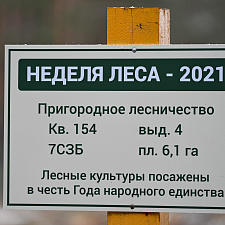 НЕДЕЛЯ ЛЕСА - 2021
Пригородное лесничество
Кв. 154 выд. 4
7СЗБ пл. 6,1 га
Лесные культуры посажены
в честь Года народного единства